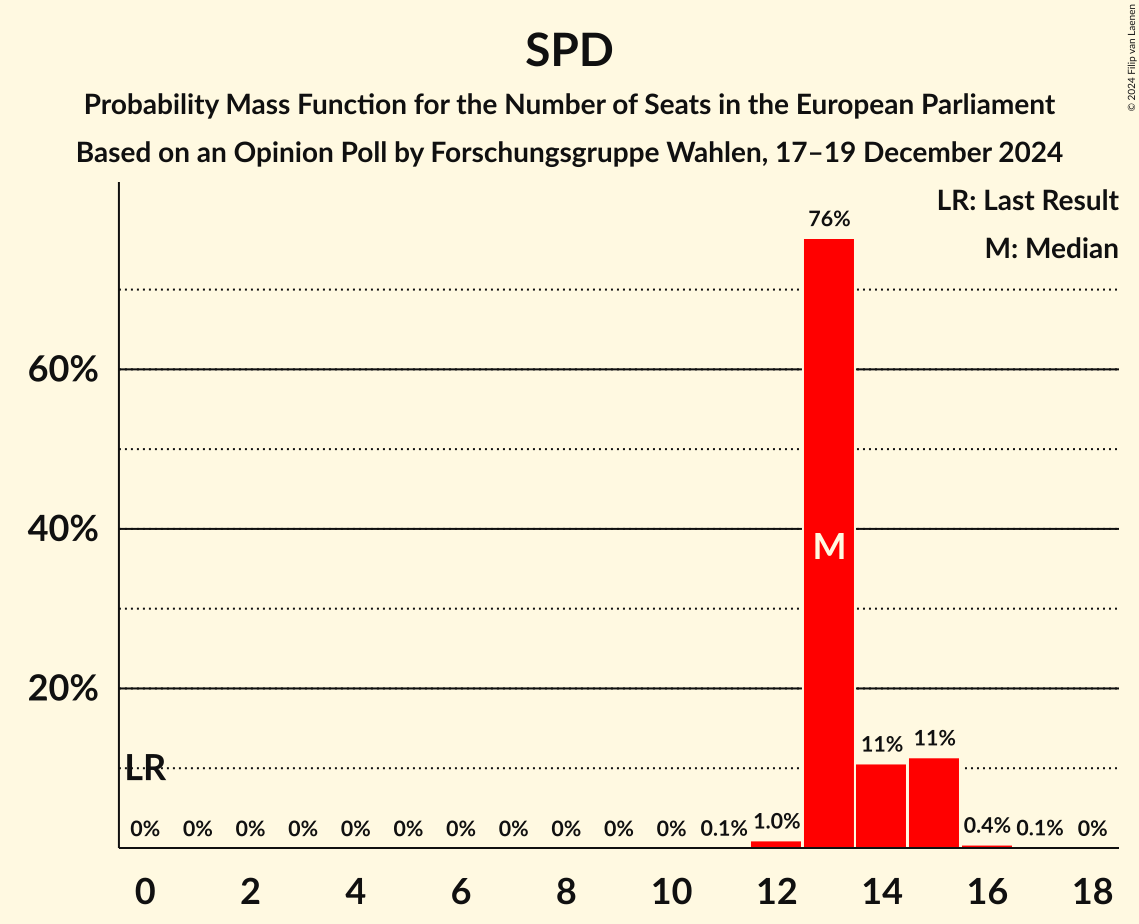 SPD
Probability Mass Function for the Number of Seats in the European Parliament
Based on an Opinion Poll by Forschungsgruppe Wahlen, 17–19 December 2024
© 2024 Filip van Laenen
LR: Last Result
M: Median
76%
60%
40%
M
20%
LR
11%
11%
0% 0% 0% 0% 0% 0% 0% 0% 0% 0% 0% 0.1% 1.0% 0.4% 0.1% 0%
0 2 4 6 8 10 12 14 16 18